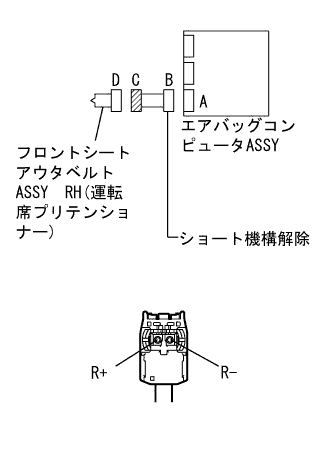 D C B
A
エアバッグコン
ピュータASSY
フロントシート
アウタベルト
ASSY RH(運転
席プリテンショ
ナー)
ショート機構解除
R+ R-